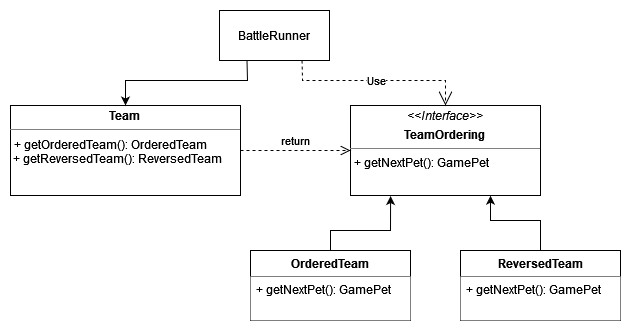 BattleRunner
Use
Team
+ getOrderedTeam(): OrderedTeam
+ getReversedTeam(): ReversedTeam
return
<<Interface>>
TeamOrdering
+ getNextPet(): GamePet
OrderedTeam
+ getNextPet(): GamePet
ReversedTeam
+ getNextPet(): GamePet